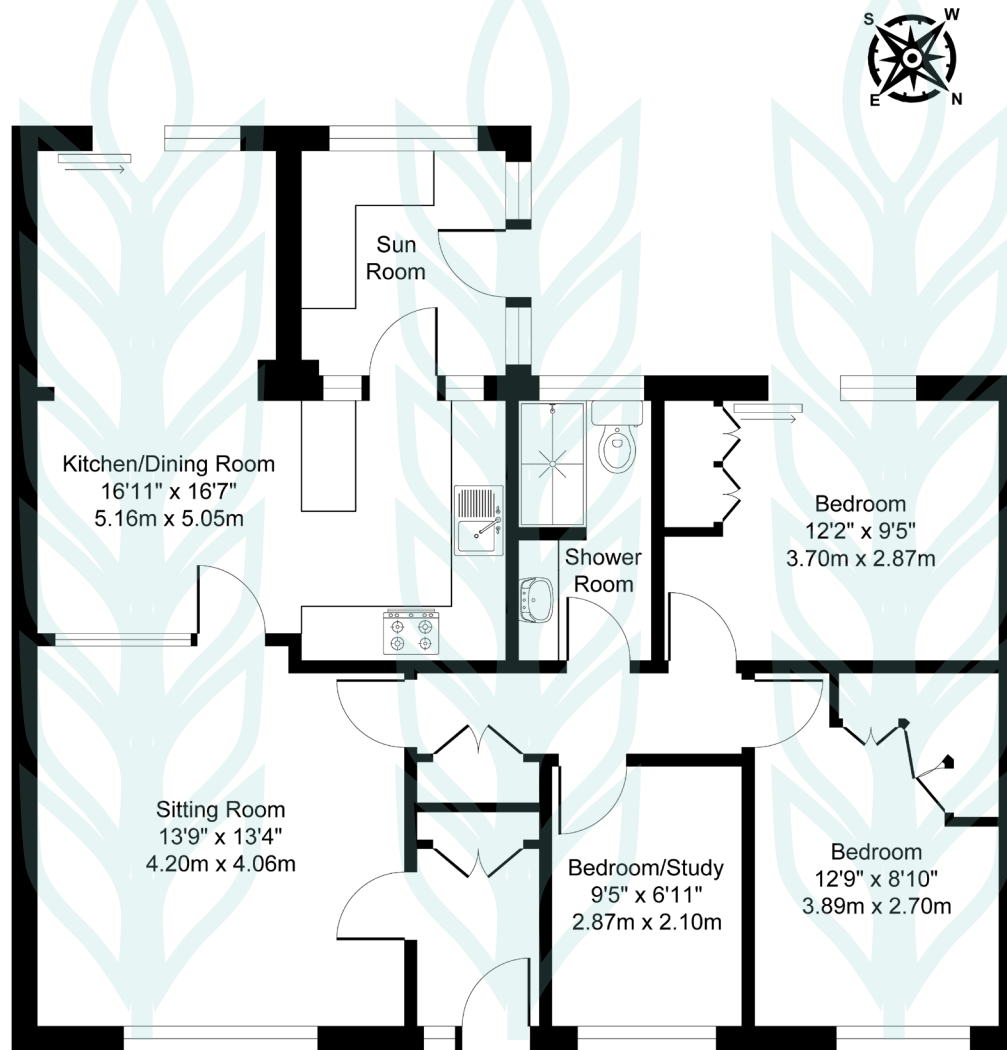 S W
E N
Sun
Room
Kitchen/Dining Room
16'11" x 16'7"
5.16m x 5.05m
Bedroom
12'2" x 9'5"
3.70m x 2.87m
Shower
Room
Sitting Room
13'9" x 13'4"
4.20m x 4.06m
Bedroom/Study
9'5" x 6'11"
2.87m x 2.10m
Bedroom
12'9" x 8'10"
3.89m x 2.70m